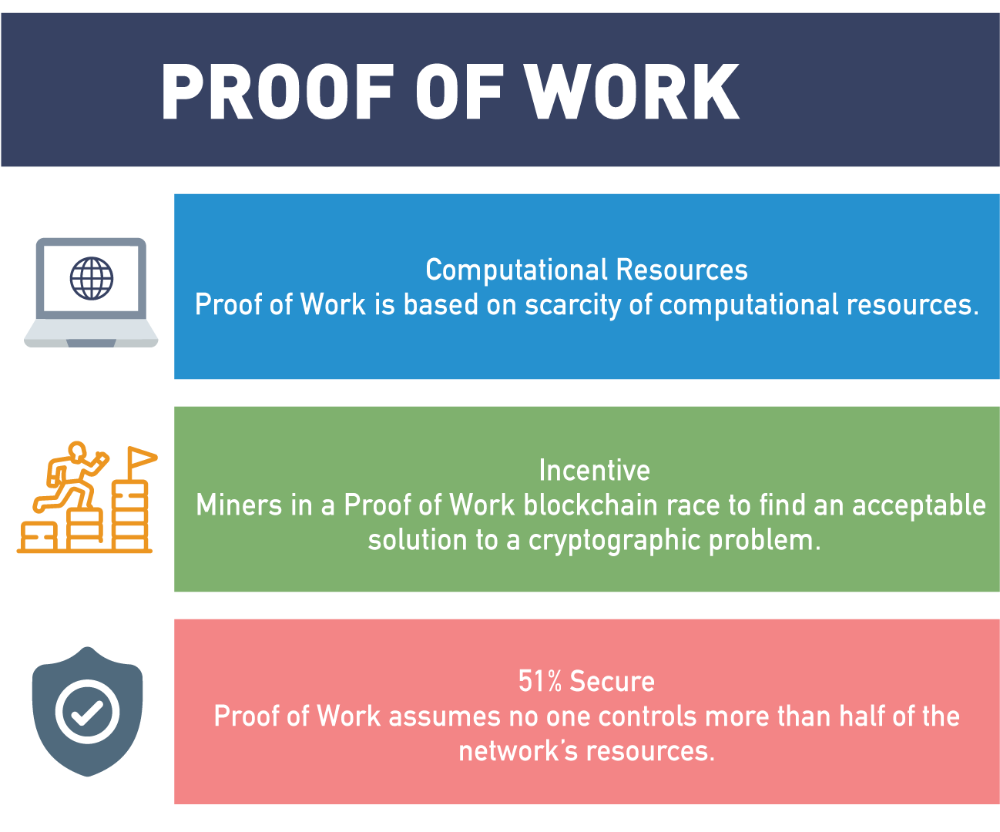 PROOF OF WORK
Computational Resources
Proof of Work is based on scarcity of computational resources.
Incentive
Miners in a Proof of Work blockchain race to find an acceptable
solution to a cryptographic problem.
51% Secure
Proof of Work assumes no one controls more than half of the
network’s resources.